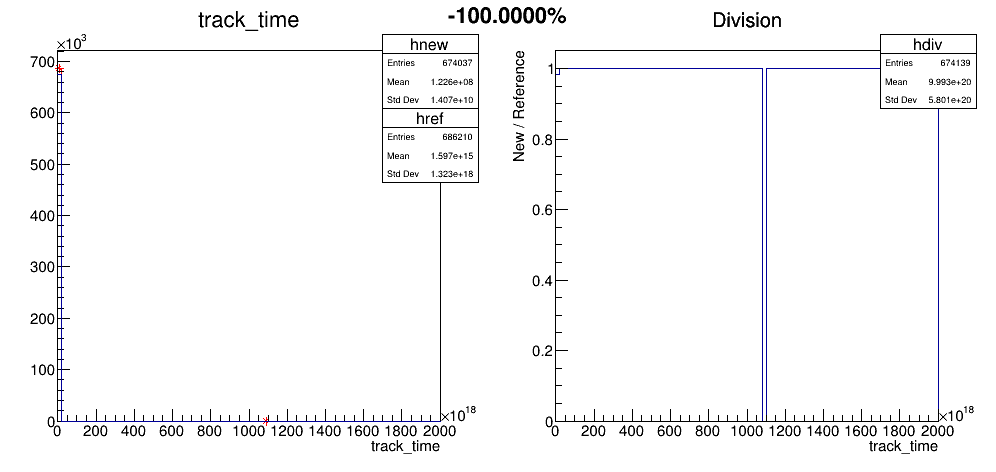 -100.0000%
track_time
×10³
hnew
Entries 674037
Mean 1.226e+08
Std Dev 1.407e+10
href
Entries 686210
Mean 1.597e+15
Std Dev 1.323e+18
700
600
500
400
300
200
100
0
0 200 400 600 800 1000 1200 1400 1600 1800 2000
×10¹⁸
track_time
Division
hdiv
Entries 674139
Mean 9.993e+20
Std Dev 5.801e+20
New / Reference
1
0.8
0.6
0.4
0.2
0
0 200 400 600 800 1000 1200 1400 1600 1800 2000
×10¹⁸
track_time